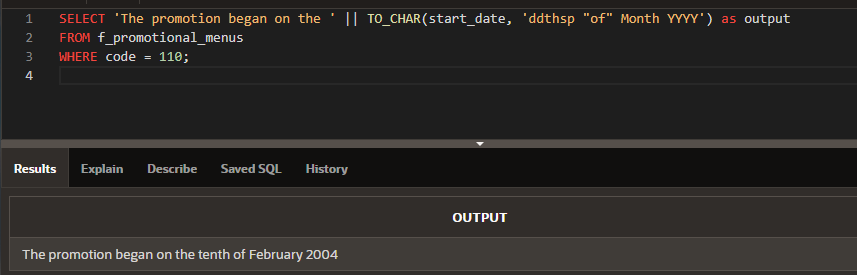 1 SELECT 'The promotion began on the ' || TO_CHAR(start_date, 'ddthsp "of" Month YYYY') as output
2 FROM f_promotional_menus
3 WHERE code = 110;
4
Results Explain Describe Saved SQL History
OUTPUT
The promotion began on the tenth of February 2004